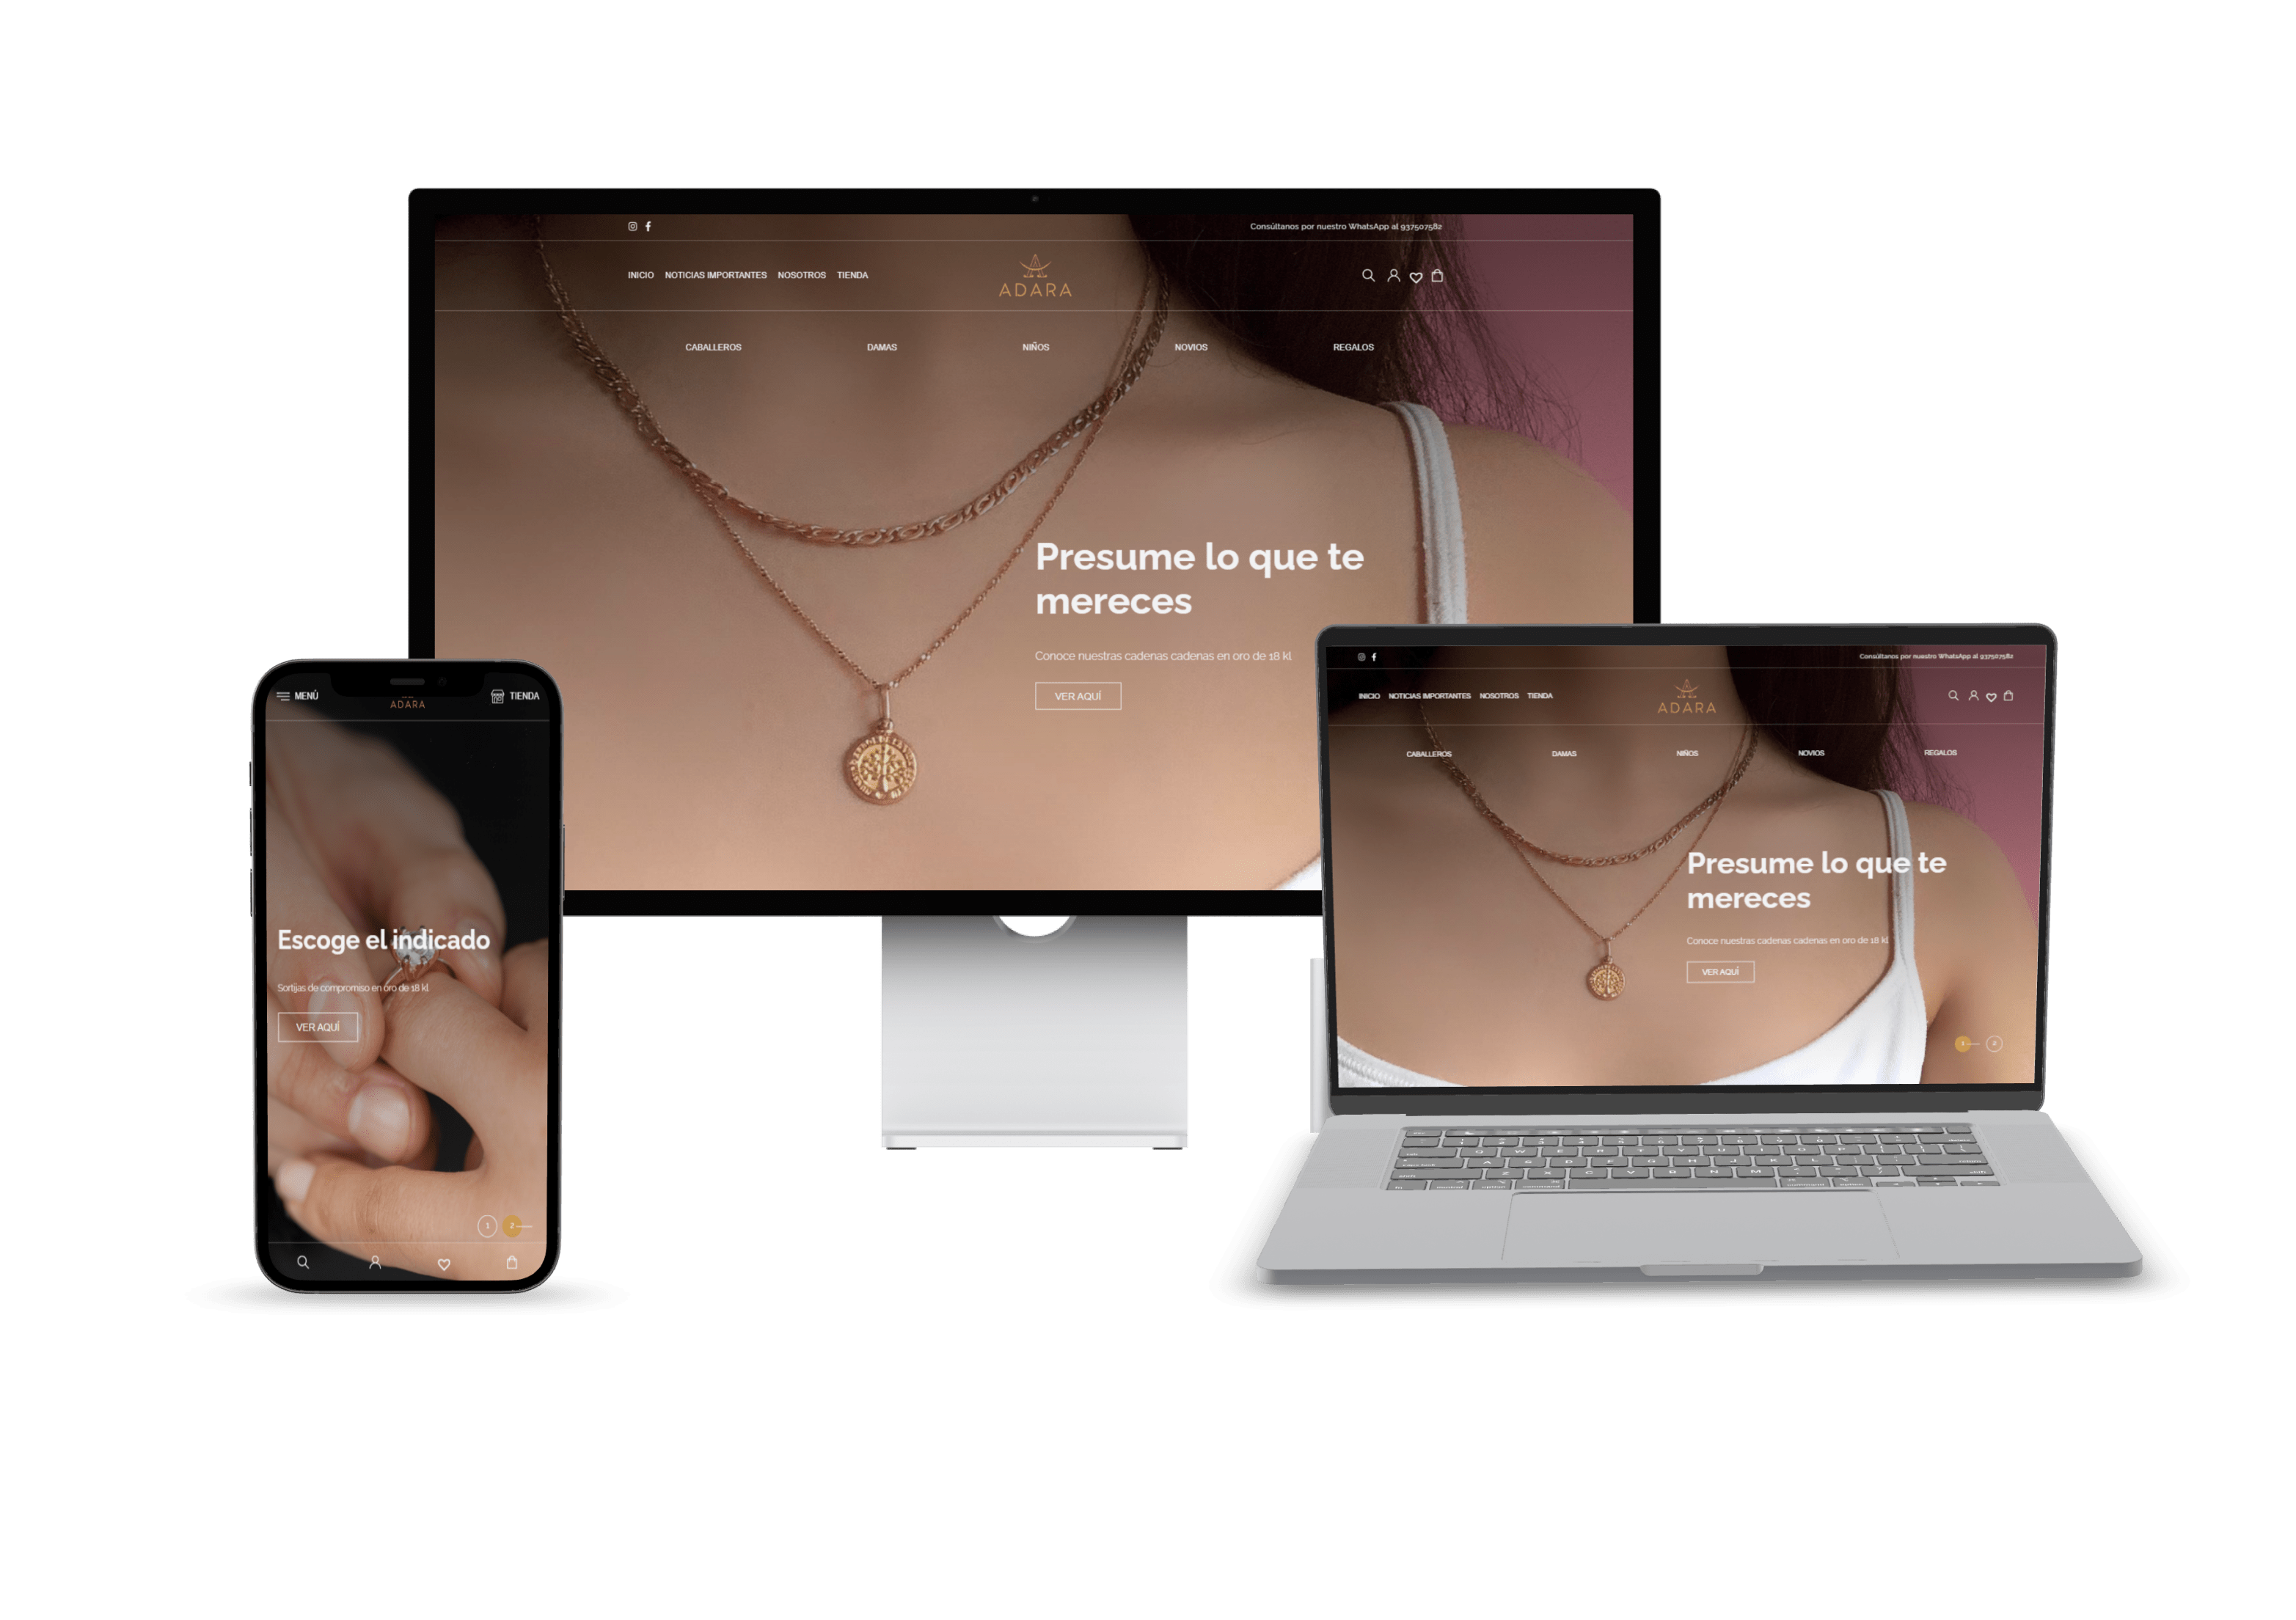 Consúltanos por nuestro WhatsApp al 937507582
INICIO NOTICIAS IMPORTANTES NOSOTROS TIENDA
ADARA
CABALLEROS DAMAS NIÑOS NOVIOS REGALOS
Presume lo que te
mereces
Conoce nuestras cadenas cadenas en oro de 18 kl
VER AQUÍ
MENÚ
ADARA
TIENDA
Escoge el indicado
Sortijas de compromiso en oro de 18 kl
VER AQUÍ
1 2
Consúltanos por nuestro WhatsApp al 937507582
INICIO NOTICIAS IMPORTANTES NOSOTROS TIENDA
ADARA
CABALLEROS DAMAS NIÑOS NOVIOS REGALOS
Presume lo que te
mereces
Conoce nuestras cadenas cadenas en oro de 18 kl
VER AQUÍ
1 2
Q W E R T Y U I O P
A S D F G H J K L
Z X C V B N M